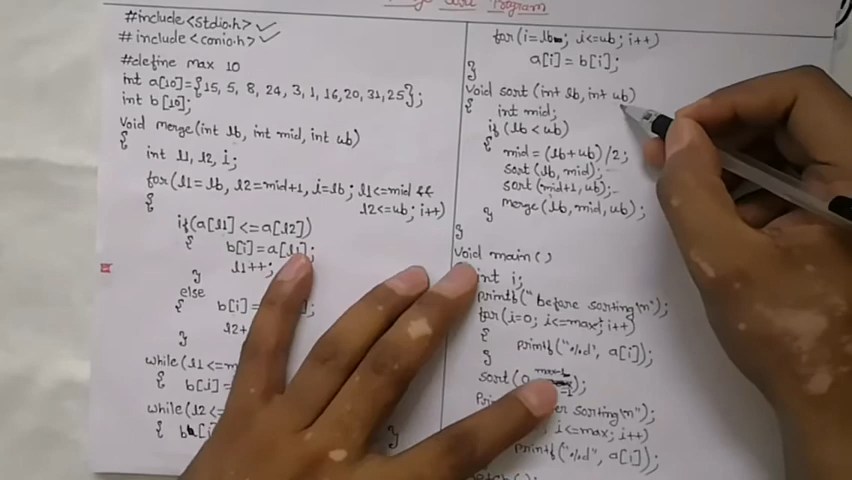 Sort Program
#include<stdio.h>
#include<conio.h>
#define max 10
int a[10]={15, 5, 8, 24, 3, 1, 16, 20, 31, 25};
int b[10];
Void merge(int lb, int mid, int ub)
{
int l1, l2, i;
for(l1=lb, l2=mid+1, i=lb; l1<=mid &&
l2<=ub; i++)
{
if(a[l1]<=a[l2])
{
b[i]=a[l1];
l1++;
}
else
{ b[i]=
l2+
}
while(l1<=m
{ b[i]=
while(l2<=
{ b[i]
}
for(i=lb; i<=ub; i++)
a[i]=b[i];
}
Void sort(int lb, int ub)
{
int mid;
if(lb<ub)
{ mid=(lb+ub)/2;
sort(lb, mid);
sort(mid+1, ub);
merge(lb, mid, ub);
}
}
Void main()
int i;
printf("before sorting\n");
for(i=0; i<=max; i++)
{
printf("%d", a[i]);
}
sort(0 max-1);
sorting\n");
i<=max; i++)
printf("%d", a[i]);